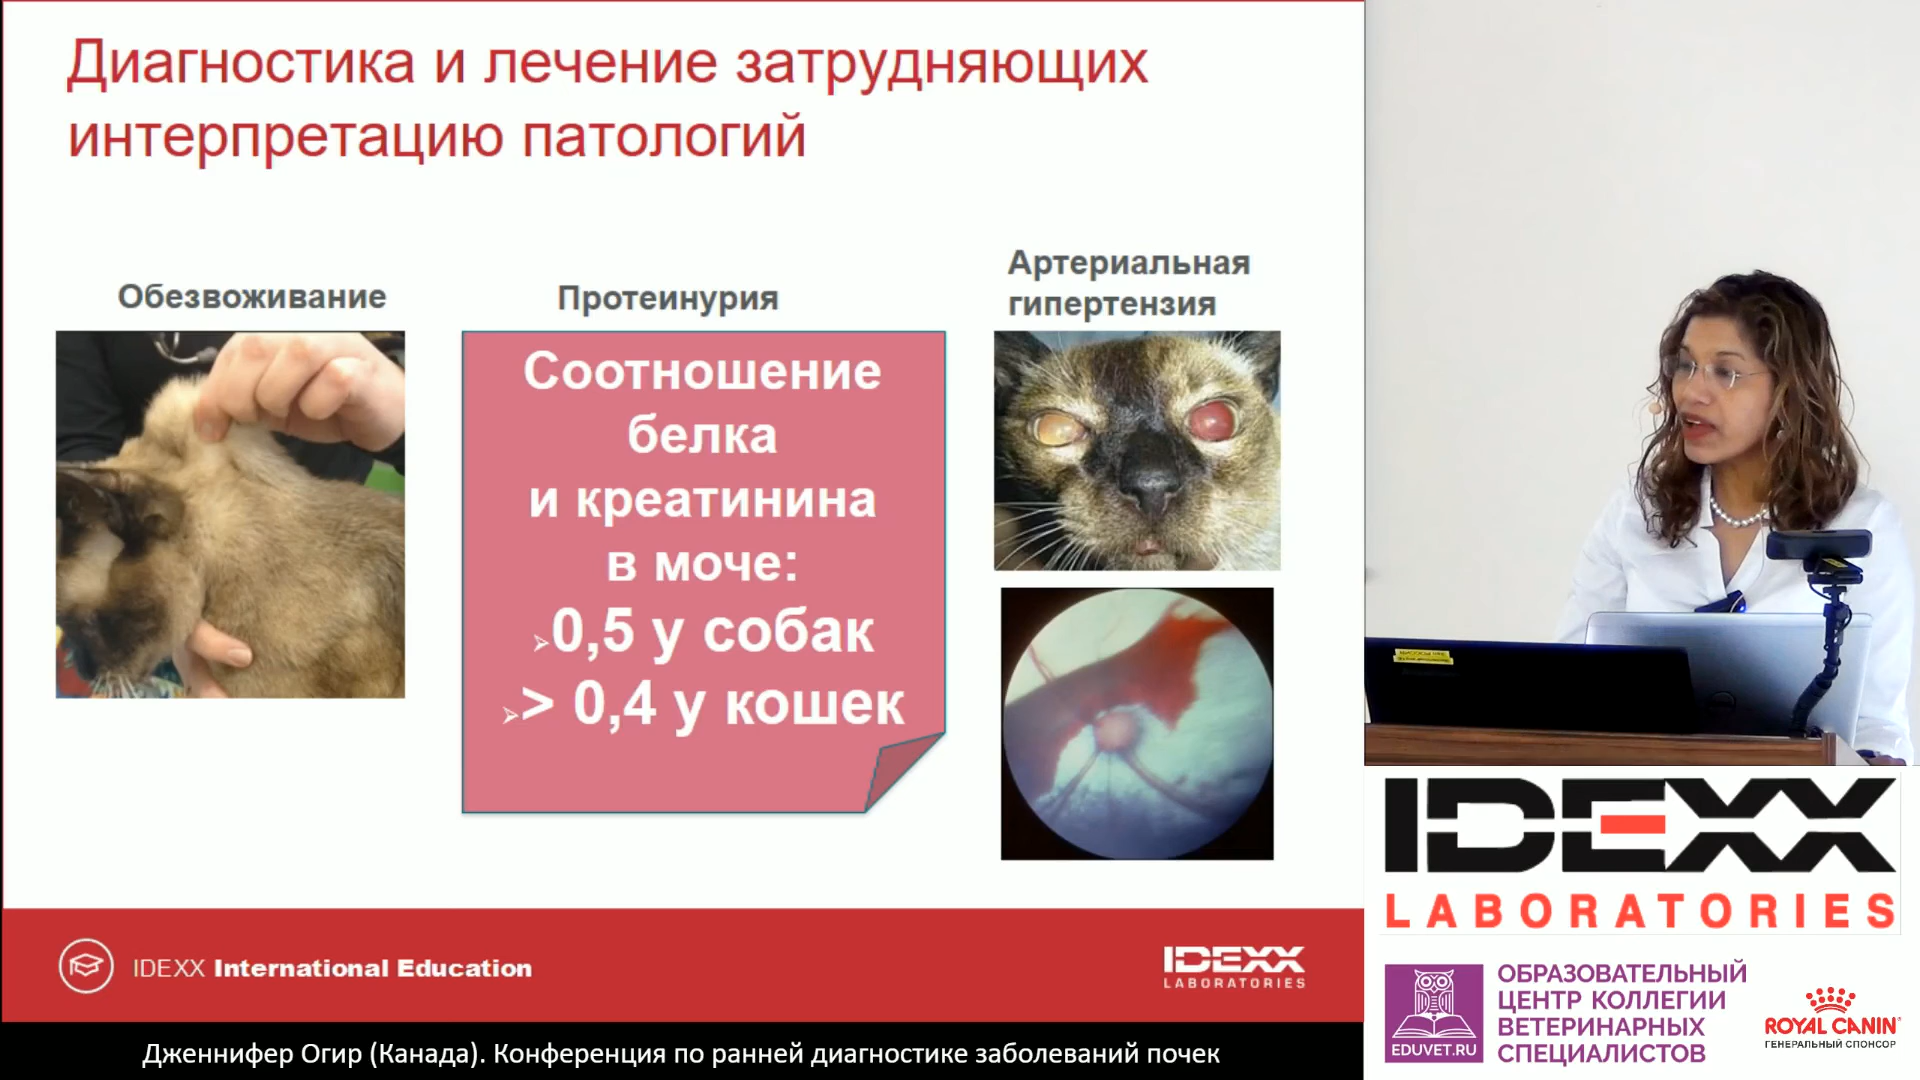 Диагностика и лечение затрудняющих
интерпретацию патологий
Обезвоживание
Протеинурия
Артериальная
гипертензия
Соотношение
белка
и креатинина
в моче:
➢0,5 у собак
➢> 0,4 у кошек
IDEXX International Education
IDEXX
LABORATORIES
Дженнифер Огир (Канада). Конференция по ранней диагностике заболеваний почек
IDEXX
LABORATORIES
EDUVET.RU
ОБРАЗОВАТЕЛЬНЫЙ
ЦЕНТР КОЛЛЕГИИ
ВЕТЕРИНАРНЫХ
СПЕЦИАЛИСТОВ
ROYAL CANIN
ГЕНЕРАЛЬНЫЙ СПОНСОР